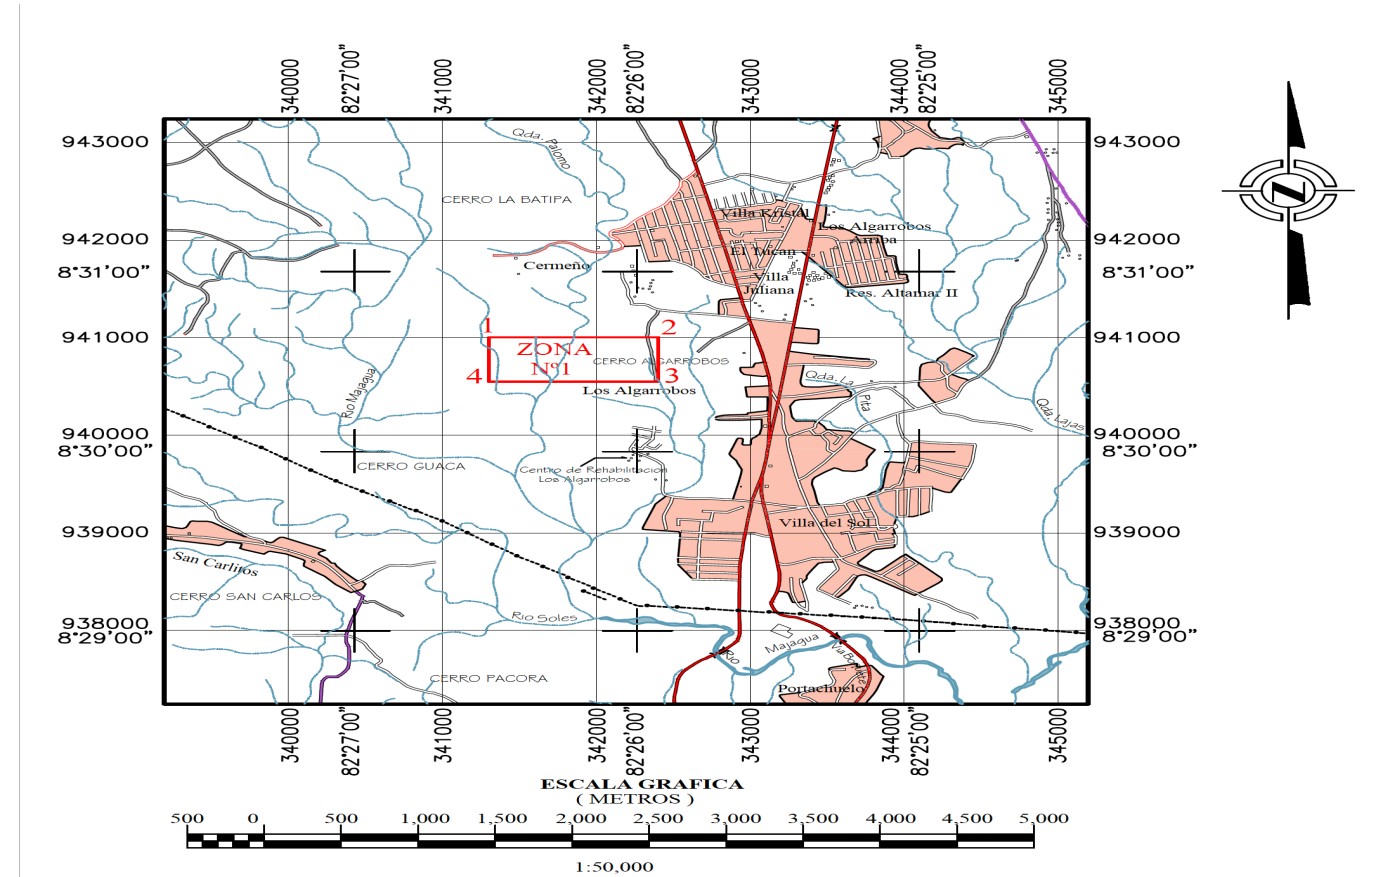 340000
82°27'00"
341000
342000
82°26'00"
343000
344000
82°25'00"
345000
943000
943000
Qda. Palomo
CERRO LA BATIPA
Villa Kristal
Los Algarrobos
Arriba
942000
942000
El Tucan
Cermeño
8°31'00"
8°31'00"
Villa
Juliana
Res. Altamar II
1
2
941000
941000
ZONA
Nº1
CERRO ALGARROBOS
4
3
Los Algarrobos
Qda. La
Pita
Rio Majagua
Qda Lajas
940000
940000
8°30'00"
8°30'00"
CERRO GUACA
Centro de Rehabilitacion
Los Algarrobos
Villa del Sol
939000
939000
San Carlitos
CERRO SAN CARLOS
Rio Soles
938000
938000
8°29'00"
8°29'00"
Rio
Majagua
Via Boquete
CERRO PACORA
Portachuelo
340000
82°27'00"
341000
342000
82°26'00"
343000
344000
82°25'00"
345000
N
ESCALA GRAFICA
( METROS )
500 0 500 1,000 1,500 2,000 2,500 3,000 3,500 4,000 4,500 5,000
1:50,000